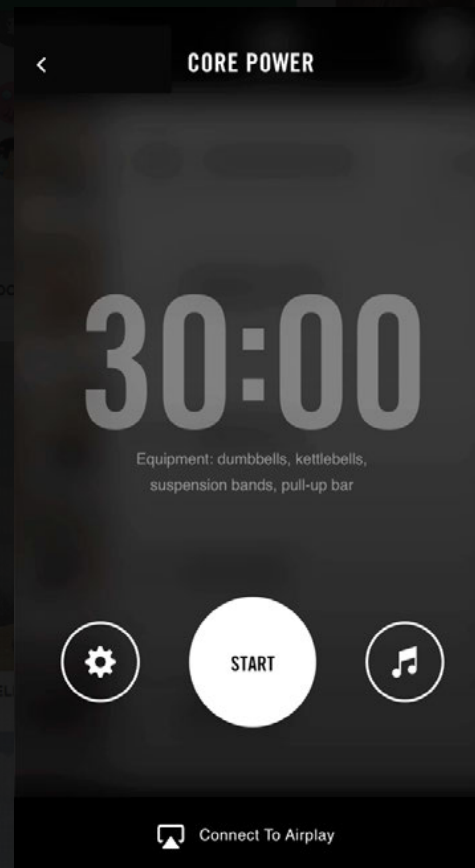 CORE POWER
30:00
Equipment: dumbbells, kettlebells,
suspension bands, pull-up bar
START
Connect To Airplay